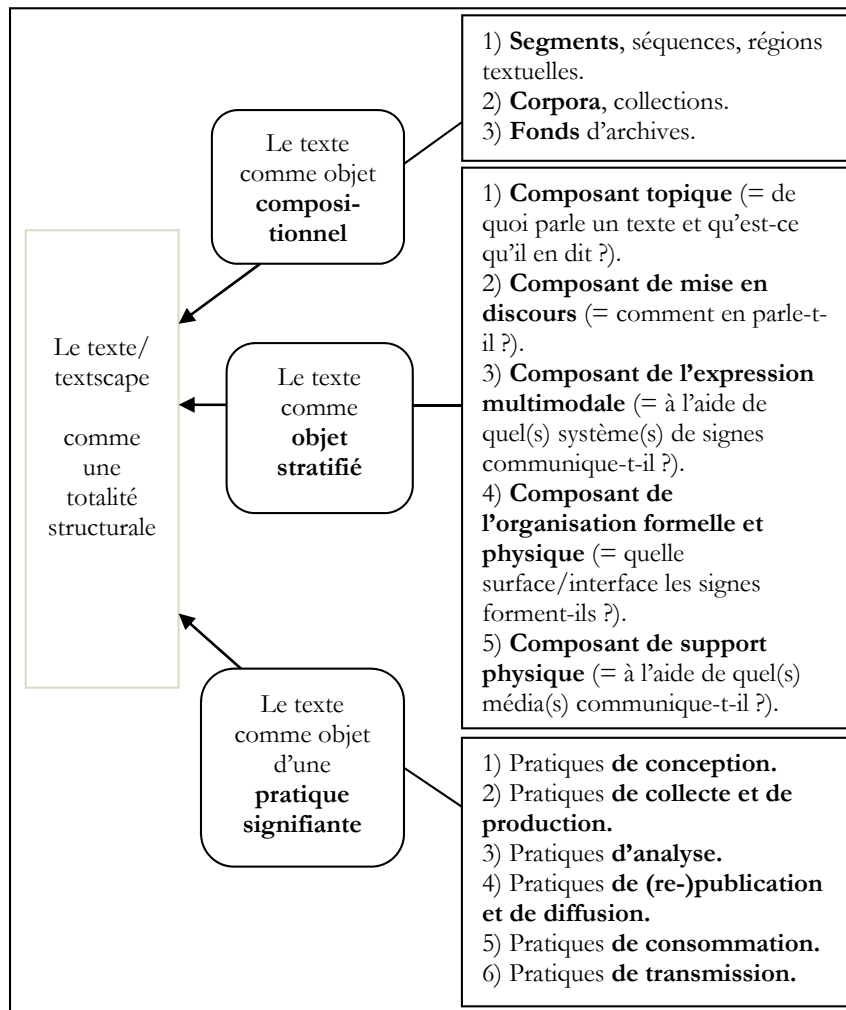 Le texte/
textscape
comme
une
totalité
structurale
Le texte
comme objet
composi-
tionnel
1) Segments, séquences, régions
textuelles.
2) Corpora, collections.
3) Fonds d’archives.
Le texte
comme
objet
stratifié
1) Composant topique (= de
quoi parle un texte et qu’est-ce
qu’il en dit ?).
2) Composant de mise en
discours (= comment en parle-t-
il ?).
3) Composant de l’expression
multimodale (= à l’aide de
quel(s) système(s) de signes
communique-t-il ?).
4) Composant de
l’organisation formelle et
physique (= quelle
surface/interface les signes
forment-ils ?).
5) Composant de support
physique (= à l’aide de quel(s)
média(s) communique-t-il ?).
Le texte
comme objet
d’une
pratique
signifiante
1) Pratiques de conception.
2) Pratiques de collecte et de
production.
3) Pratiques d’analyse.
4) Pratiques de (re-)publication
et de diffusion.
5) Pratiques de consommation.
6) Pratiques de transmission.